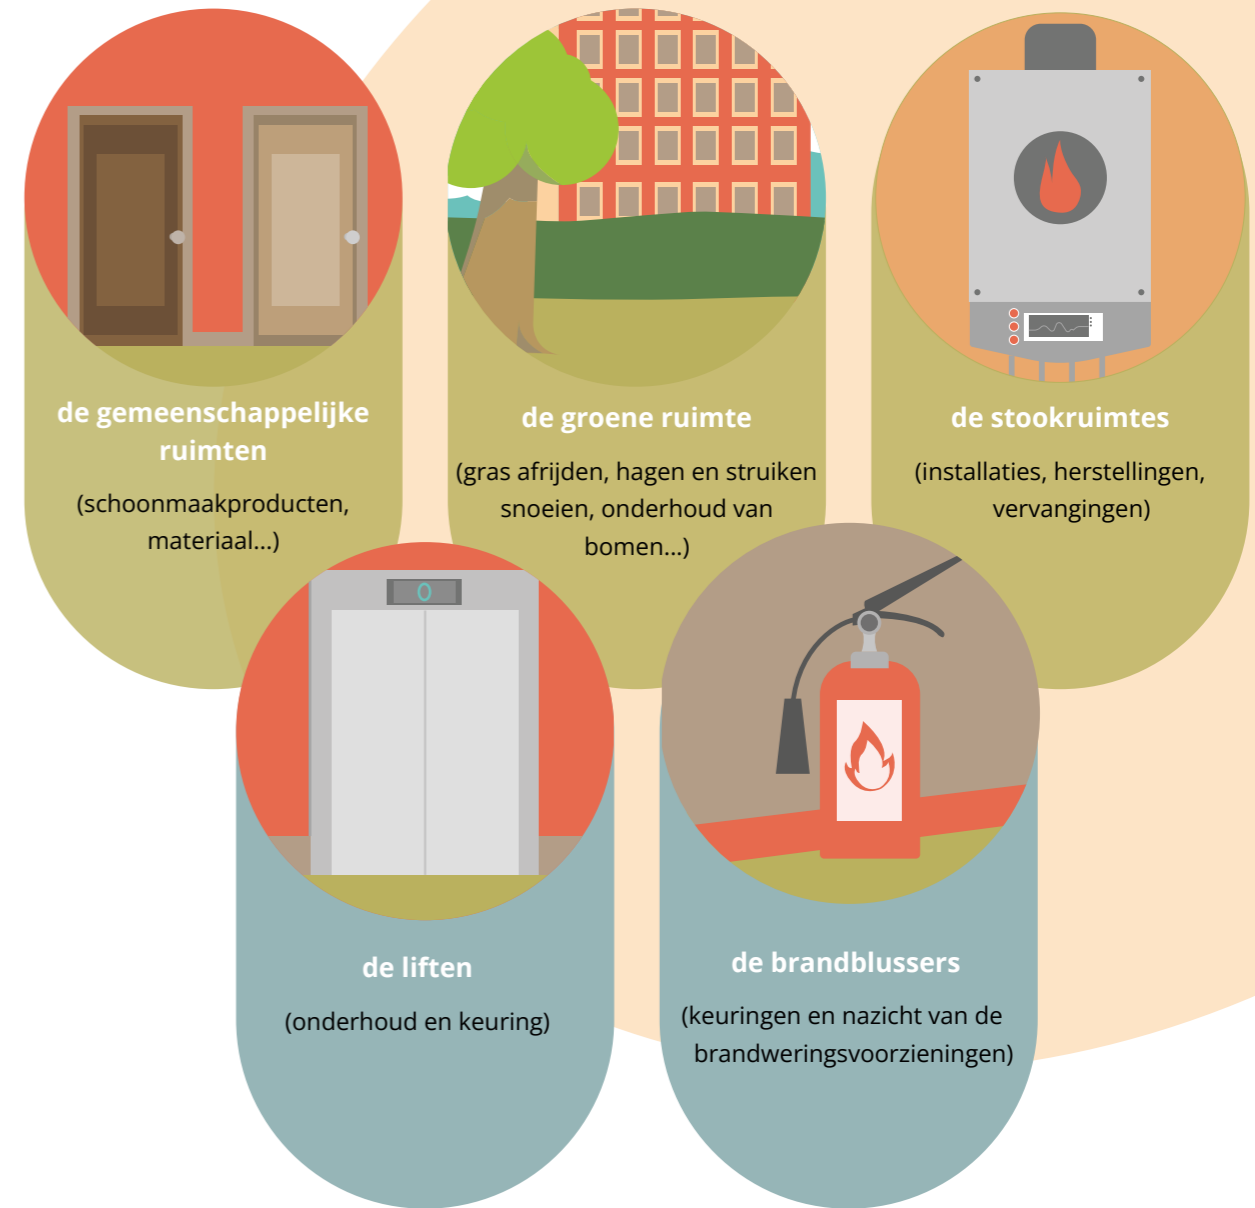 de gemeenschappelijke
ruimten
(schoonmaakproducten,
materiaal...)
de groene ruimte
(gras afrijden, hagen en struiken
snoeien, onderhoud van
bomen...)
de stookruimtes
(installaties, herstellingen,
vervangingen)
0
de liften
(onderhoud en keuring)
de brandblussers
(keuringen en nazicht van de
brandweringsvoorzieningen)